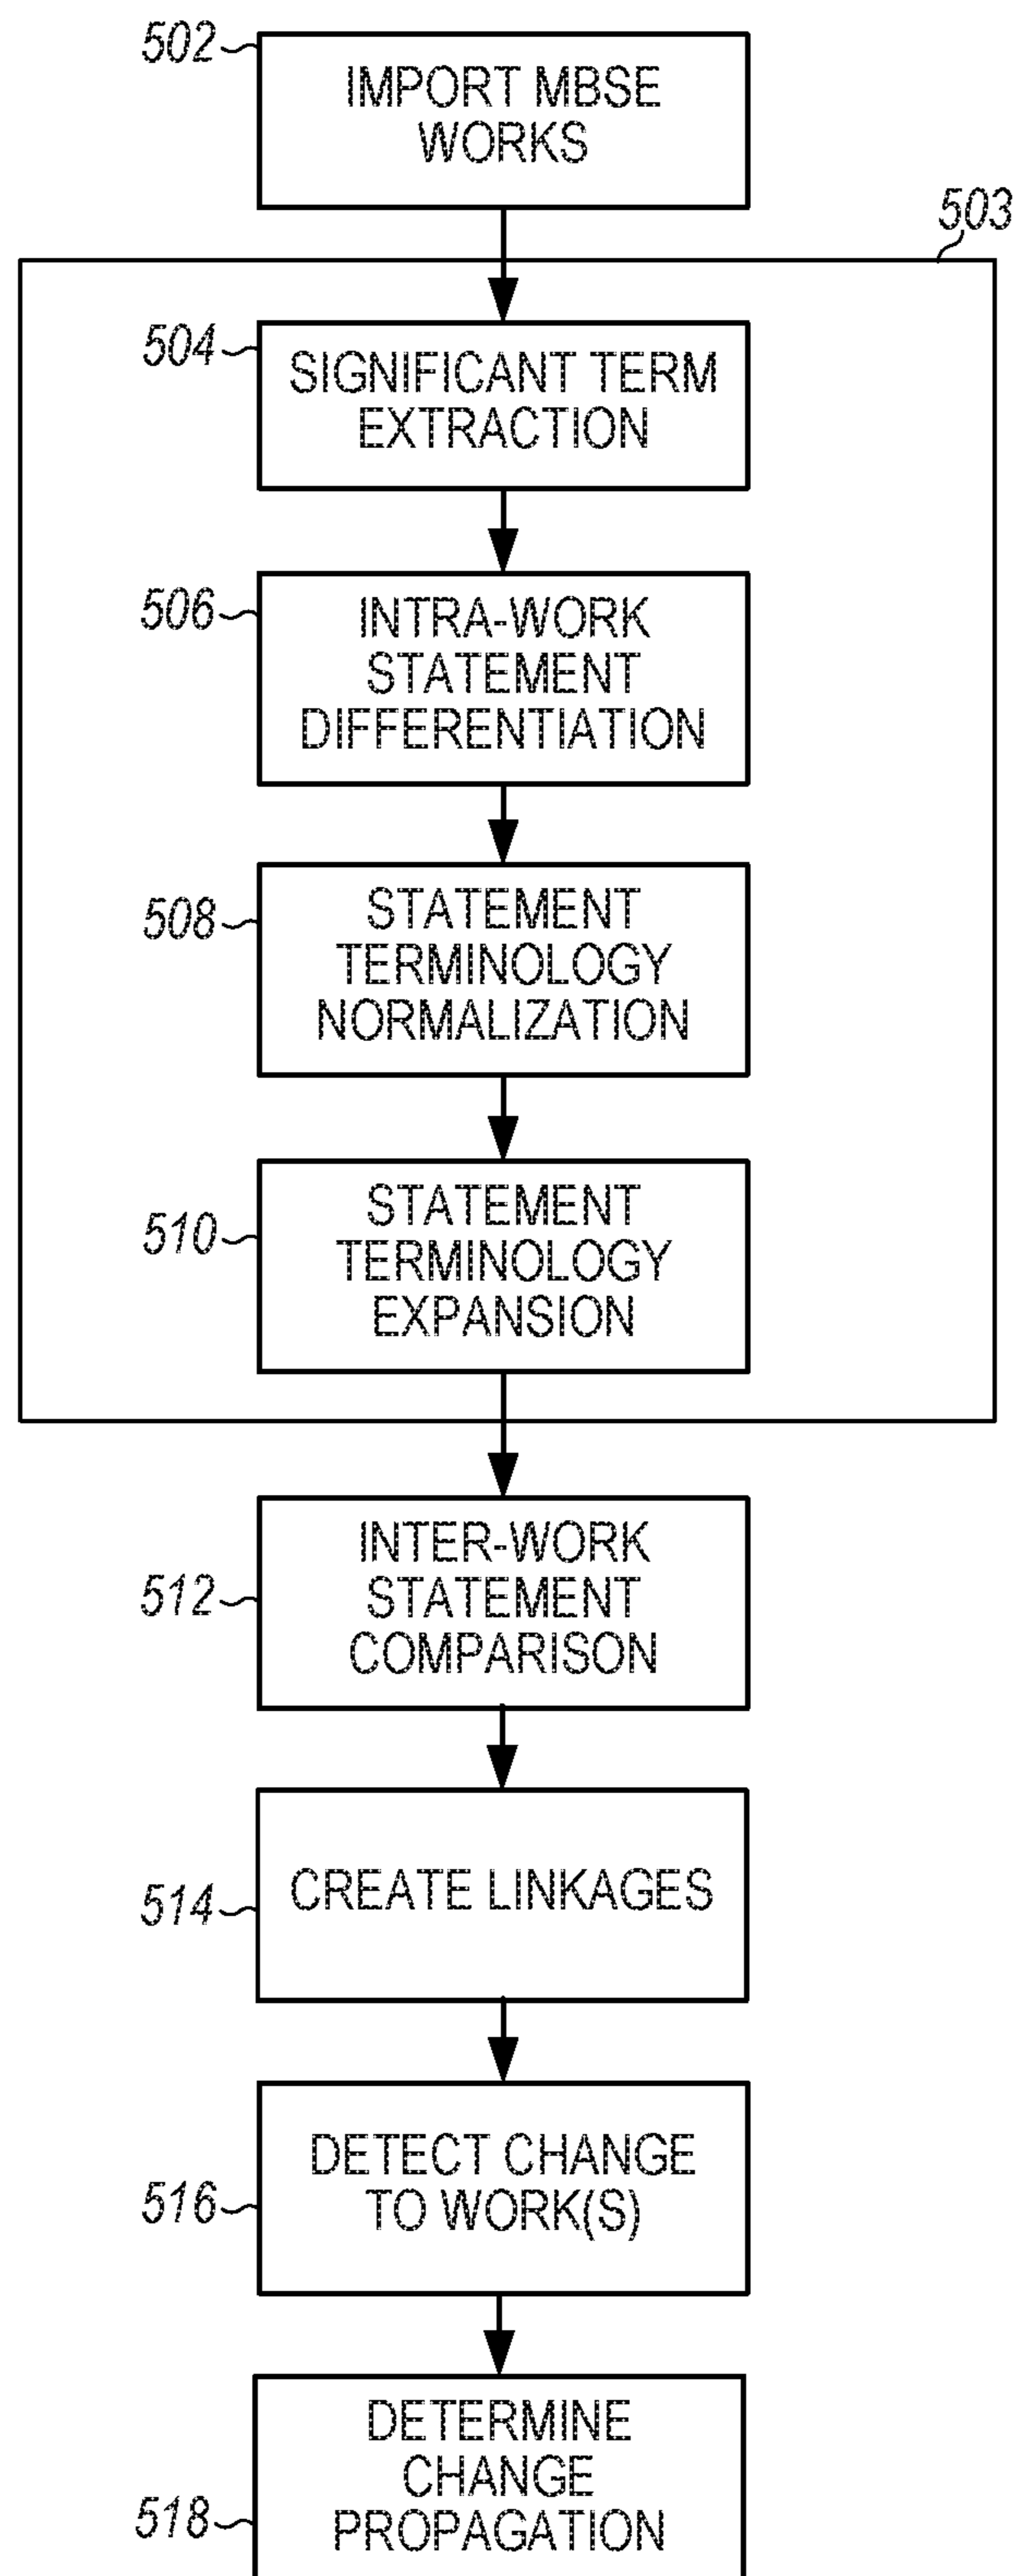 502
IMPORT MBSE
WORKS
503
504
SIGNIFICANT TERM
EXTRACTION
506
INTRA-WORK
STATEMENT
DIFFERENTIATION
508
STATEMENT
TERMINOLOGY
NORMALIZATION
510
STATEMENT
TERMINOLOGY
EXPANSION
512
INTER-WORK
STATEMENT
COMPARISON
514
CREATE LINKAGES
516
DETECT CHANGE
TO WORK(S)
518
DETERMINE
CHANGE
PROPAGATION